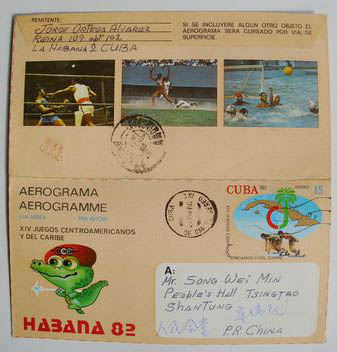 REMITENTE:
Jorge Ortega Alvarez
Reina 109 apt 102
La Habana 2 CUBA
SI SE INCLUYERE ALGUN OTRO OBJETO EL
AEROGRAMA SERA CURSADO POR VIA DE
SUPERFICIE.
AEROGRAMA
AEROGRAMME
VIA AEREA PAR AVION
XIV JUEGOS CENTROAMERICANOS
Y DEL CARIBE
HABANA 82
CUBA
CUBA AEREO 15
A:
Mr. Song Wei Min
People's Hall Tsingtao
Shantung
P.R. China